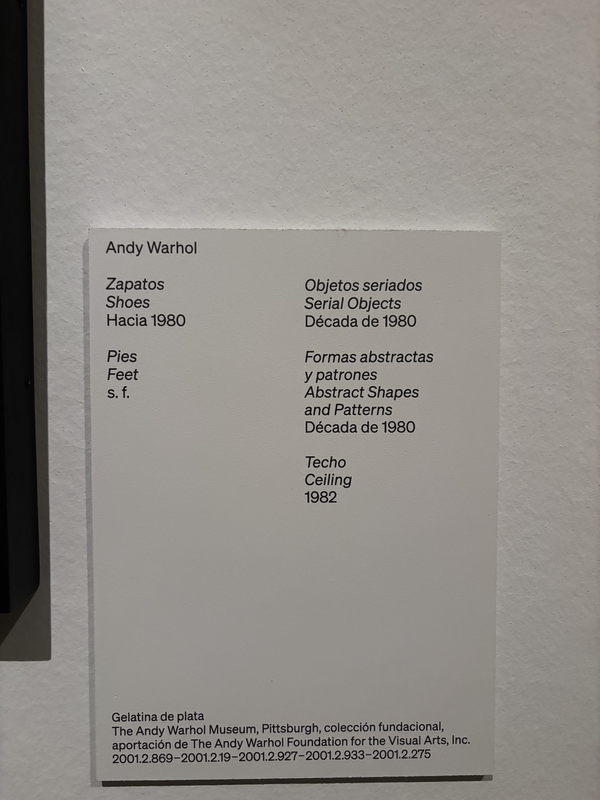 Andy Warhol
Zapatos
Shoes
Hacia 1980
Pies
Feet
s. f.
Objetos seriados
Serial Objects
Década de 1980
Formas abstractas
y patrones
Abstract Shapes
and Patterns
Década de 1980
Techo
Ceiling
1982
Gelatina de plata
The Andy Warhol Museum, Pittsburgh, colección fundacional,
aportación de The Andy Warhol Foundation for the Visual Arts, Inc.
2001.2.869–2001.2.19–2001.2.927–2001.2.933–2001.2.275